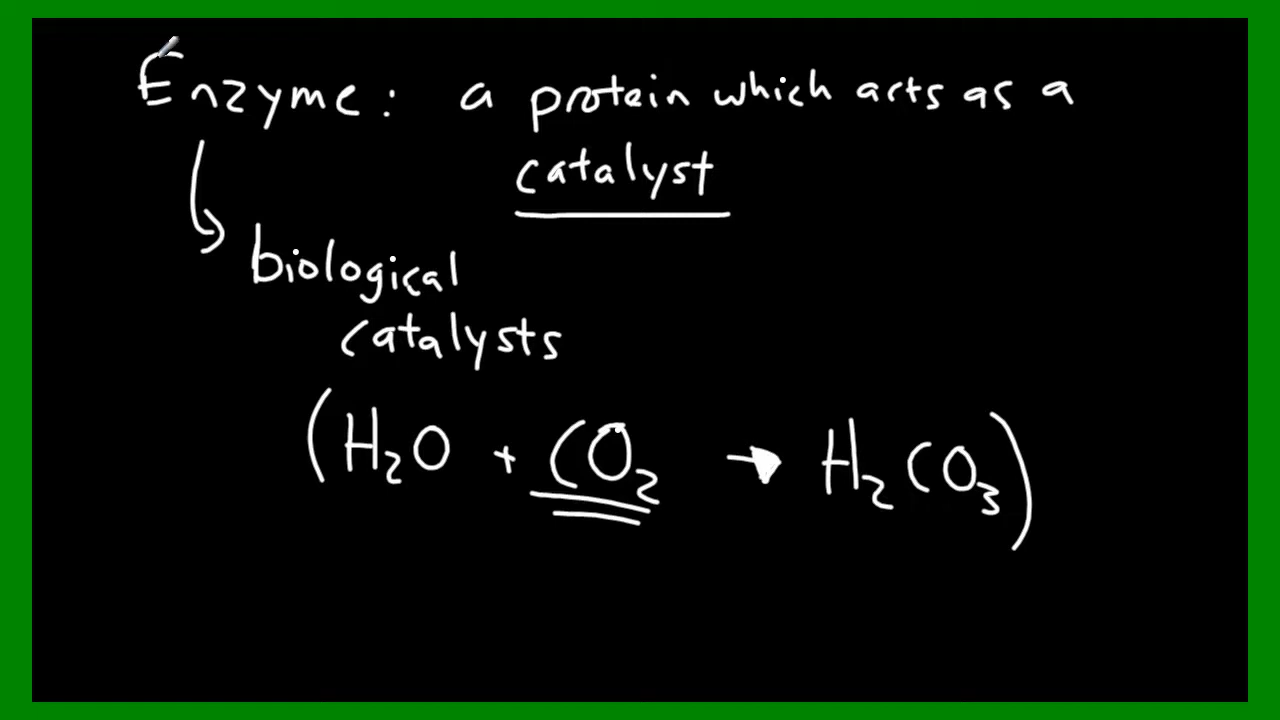 Enzyme: a protein which acts as a
catalyst
biological
catalysts
(H₂O + CO₂ → H₂CO₃)